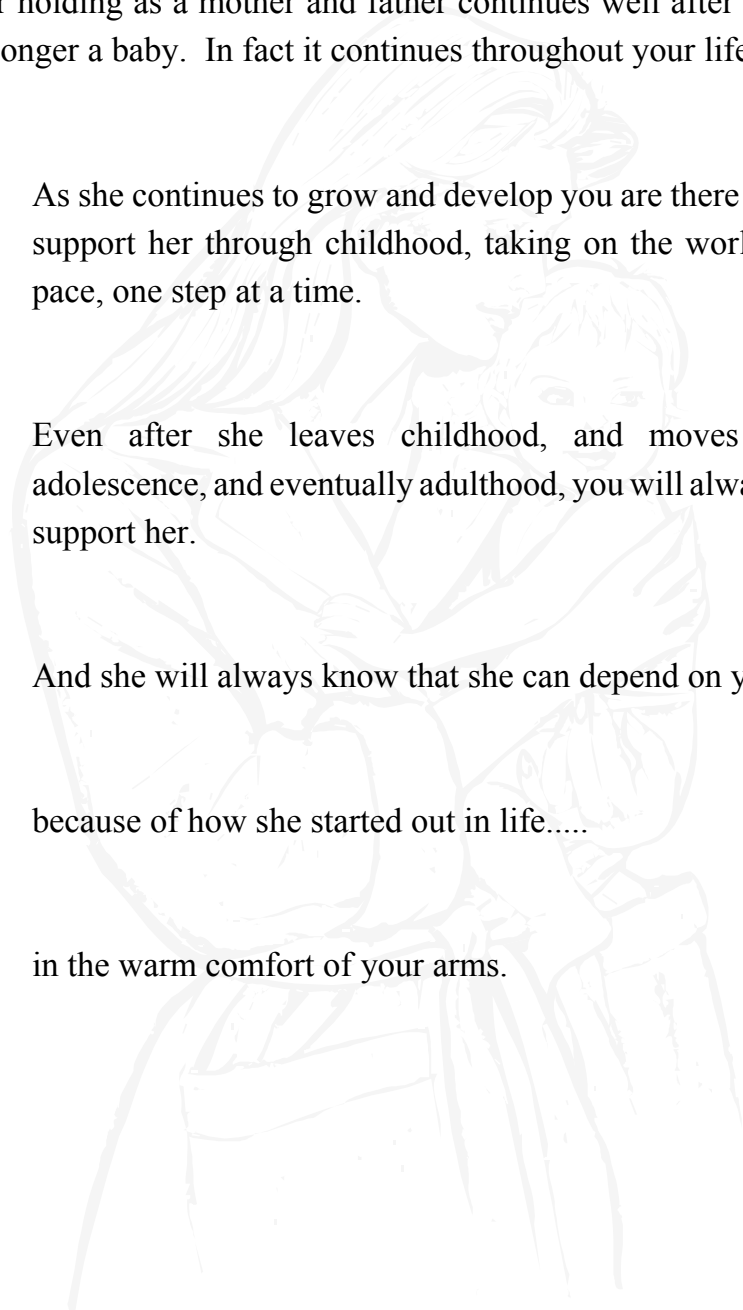 holding as a mother and father continues well after
onger a baby.  In fact it continues throughout your life
As she continues to grow and develop you are there
support her through childhood, taking on the worl
pace, one step at a time.
Even after she leaves childhood, and moves
adolescence, and eventually adulthood, you will alwa
support her.
And she will always know that she can depend on y
because of how she started out in life.....
in the warm comfort of your arms.